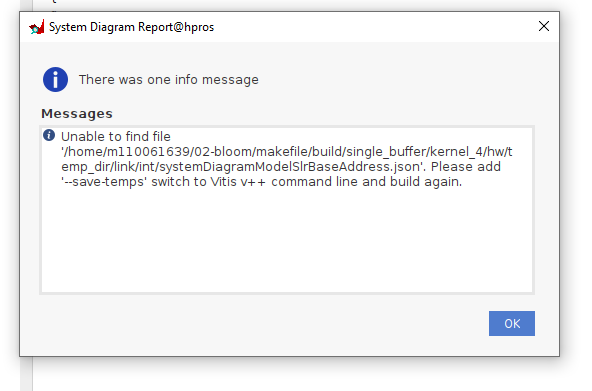 System Diagram Report@hpros
There was one info message
Messages
Unable to find file
'/home/m110061639/02-bloom/makefile/build/single_buffer/kernel_4/hw/t
emp_dir/link/int/systemDiagramModelSlrBaseAddress.json'. Please add
'--save-temps' switch to Vitis v++ command line and build again.
OK